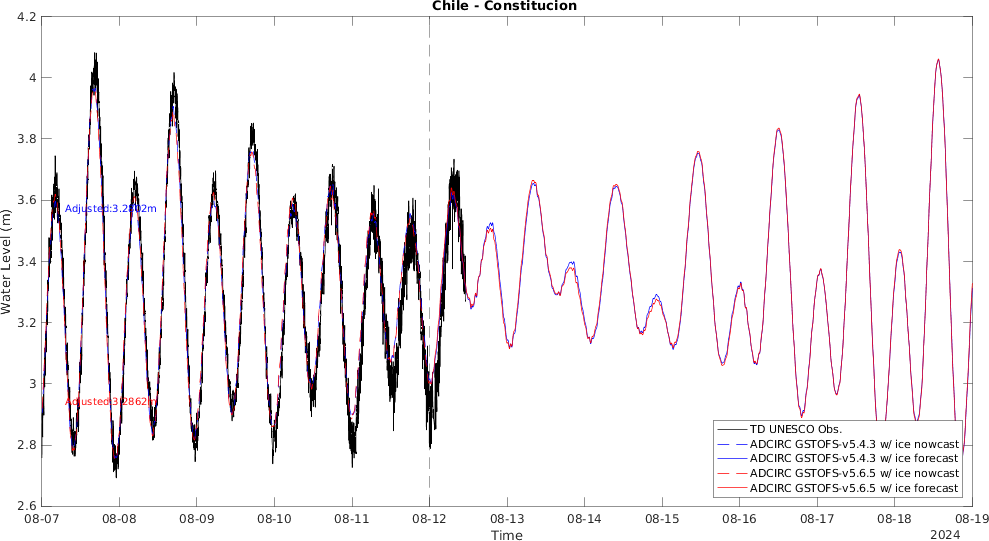 Chile - Constitucion
4.2
4
3.8
3.6
3.4
3.2
3
2.8
2.6
Water Level (m)
Adjusted:3.2802m
Adjusted:3.2862m
TD UNESCO Obs.
ADCIRC GSTOFS-v5.4.3 w/ ice nowcast
ADCIRC GSTOFS-v5.4.3 w/ ice forecast
ADCIRC GSTOFS-v5.6.5 w/ ice nowcast
ADCIRC GSTOFS-v5.6.5 w/ ice forecast
08-07 08-08 08-09 08-10 08-11 08-12 08-13 08-14 08-15 08-16 08-17 08-18 08-19
Time
2024